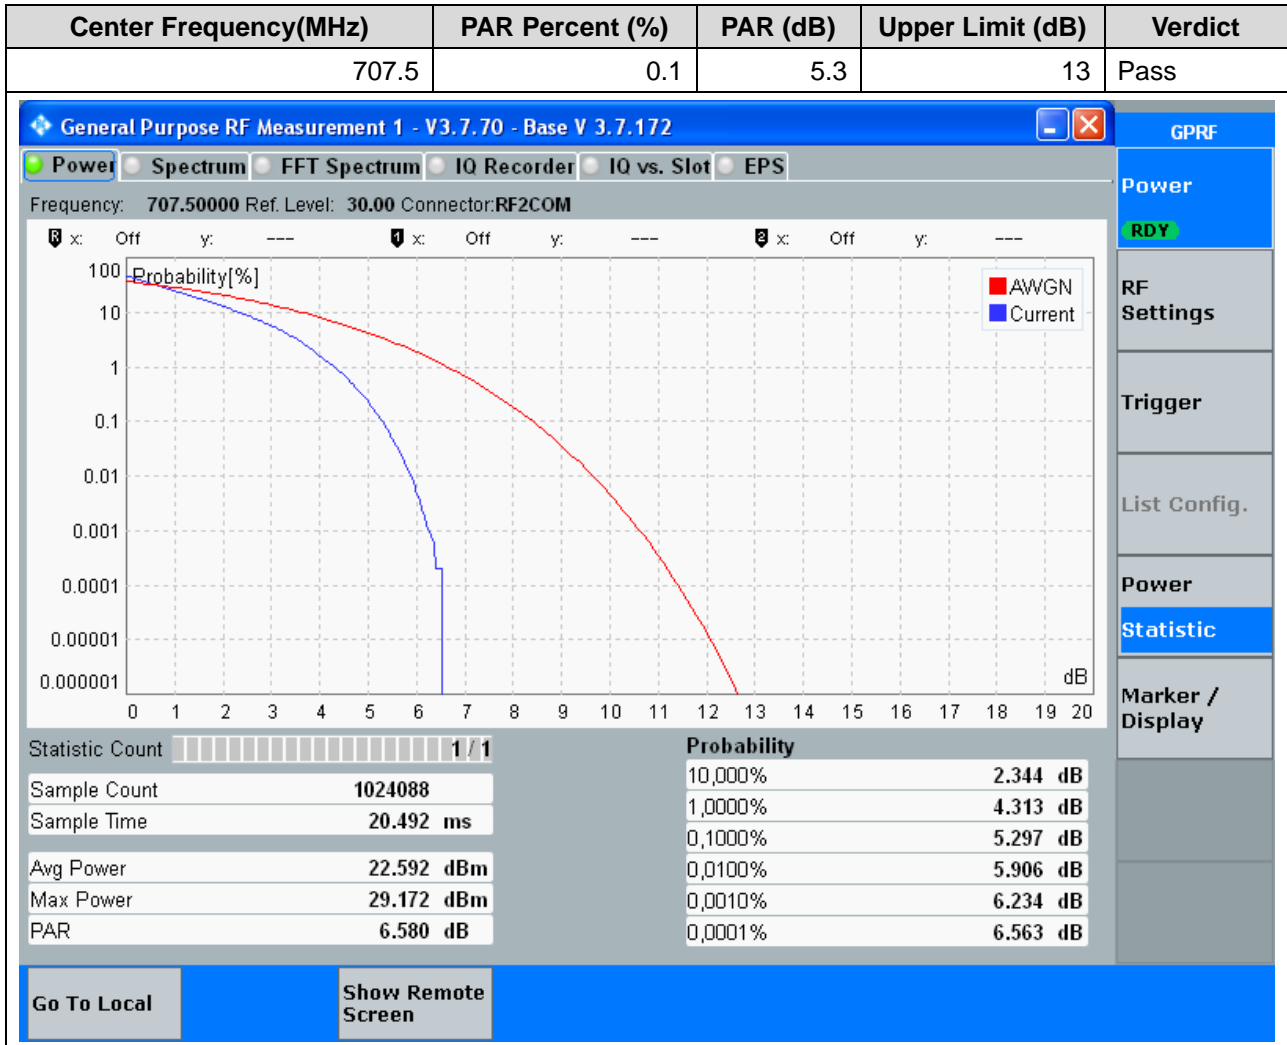 Center Frequency(MHz) PAR Percent (%) PAR (dB) Upper Limit (dB) Verdict
707.5 0.1 5.3 13 Pass
General Purpose RF Measurement 1 - V3.7.70 - Base V 3.7.172
GPRF
Power Spectrum FFT Spectrum IQ Recorder IQ vs. Slot EPS
Frequency: 707.50000 Ref. Level: 30.00 Connector:RF2COM
R x: Off y: --- 1 x: Off y: --- 2 x: Off y: ---
Probability[%]
AWGN
Current
100
10
1
0.1
0.01
0.001
0.0001
0.00001
0.000001
dB
0 1 2 3 4 5 6 7 8 9 10 11 12 13 14 15 16 17 18 19 20
Statistic Count 1 / 1
Sample Count 1024088
Sample Time 20.492 ms
Avg Power 22.592 dBm
Max Power 29.172 dBm
PAR 6.580 dB
Probability
10,000% 2.344 dB
1,0000% 4.313 dB
0,1000% 5.297 dB
0,0100% 5.906 dB
0,0010% 6.234 dB
0,0001% 6.563 dB
Power
RDY
RF
Settings
Trigger
List Config.
Power
Statistic
Marker /
Display
Go To Local
Show Remote
Screen